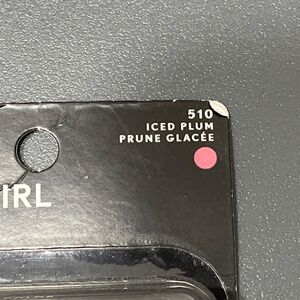 510
ICED PLUM
PRUNE GLACÉE
IRL